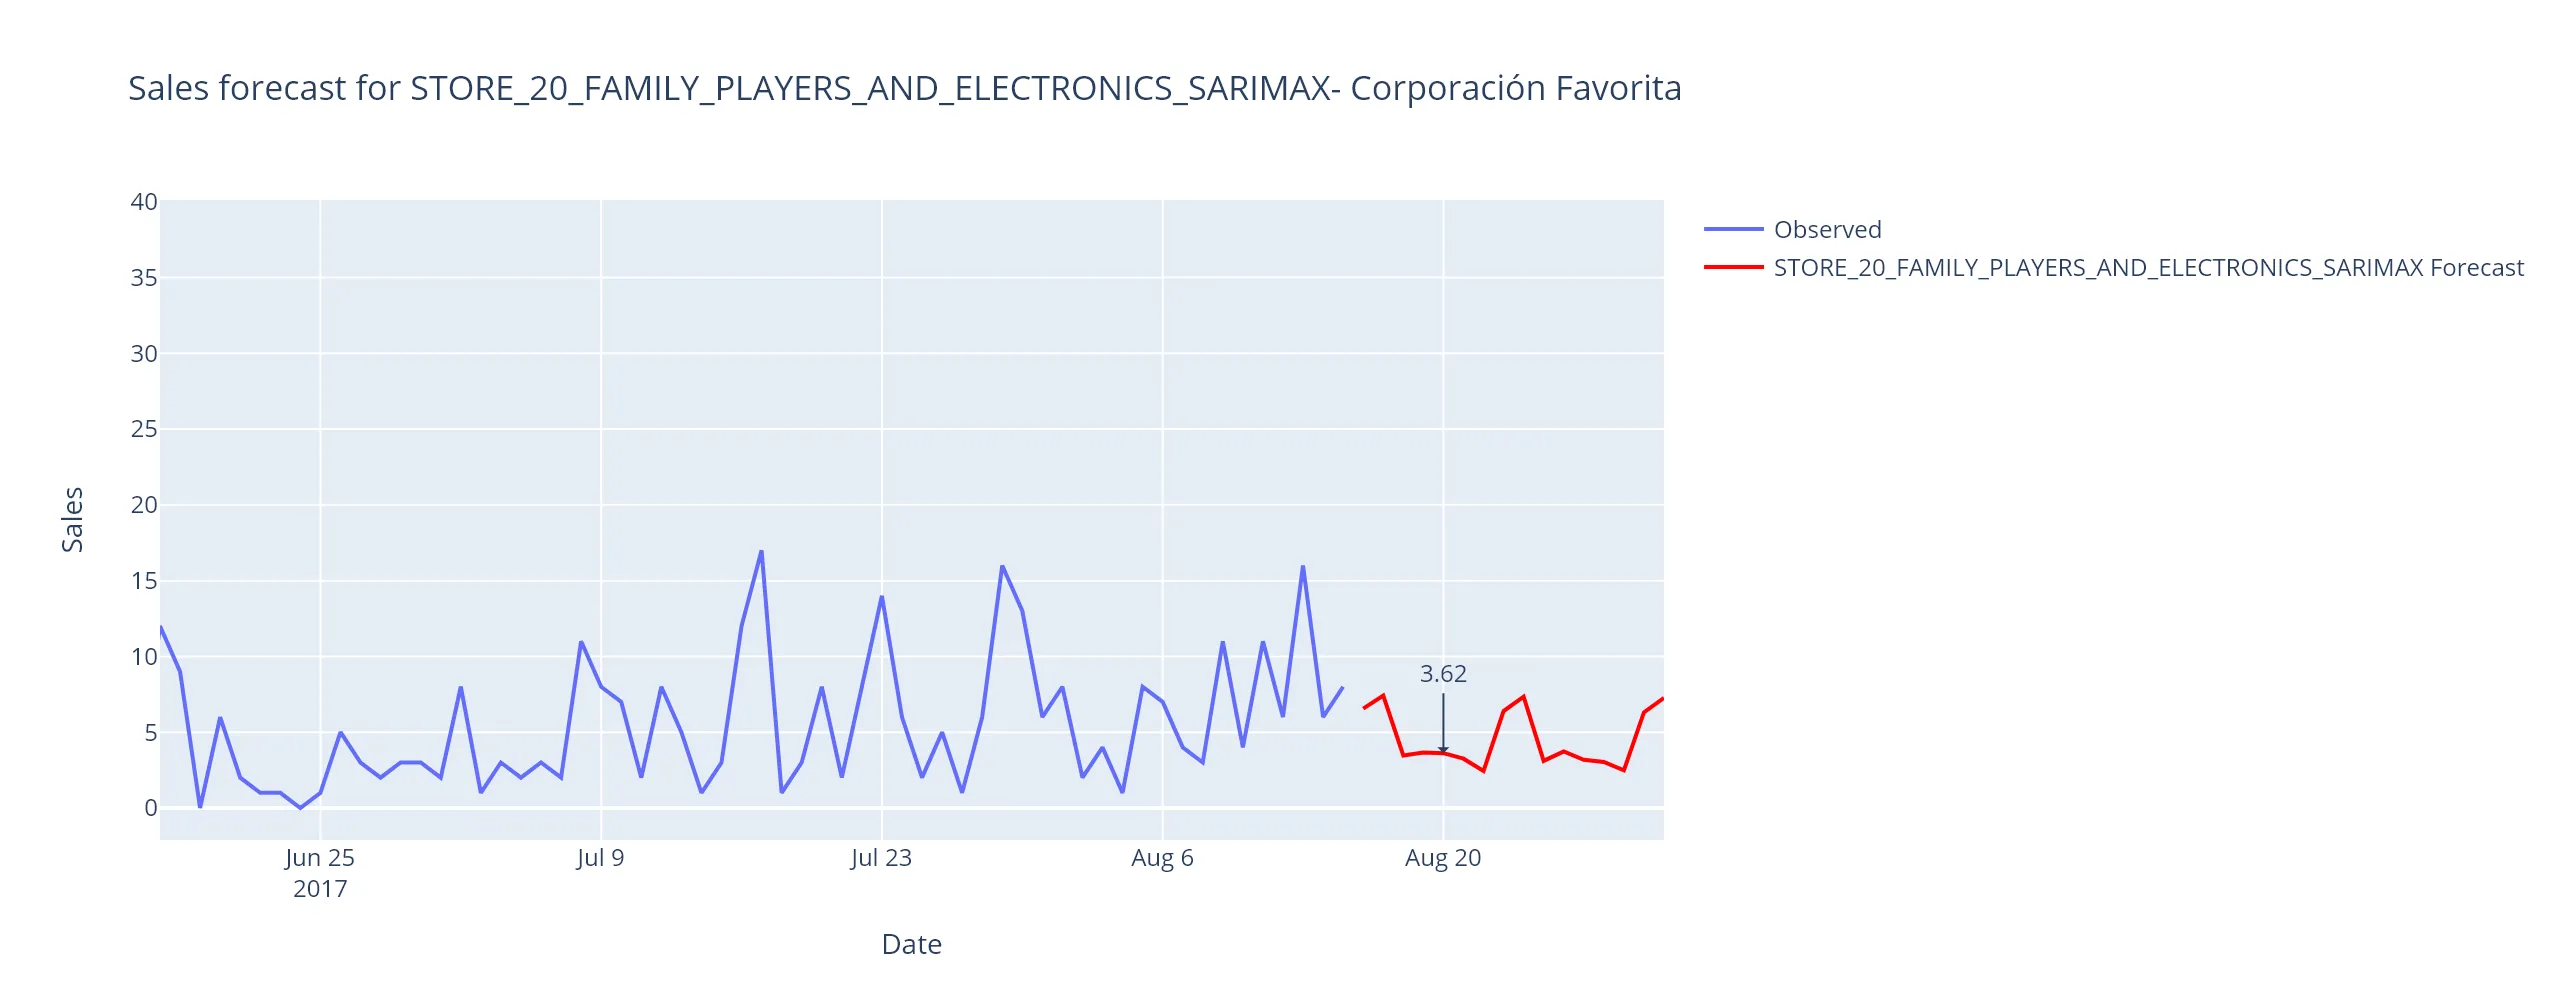 Sales forecast for STORE_20_FAMILY_PLAYERS_AND_ELECTRONICS_SARIMAX- Corporación Favorita
40
35
30
25
20
15
10
5
0
Sales
3.62
Jun 25
2017
Jul 9
Jul 23
Aug 6
Aug 20
Date
Observed
STORE_20_FAMILY_PLAYERS_AND_ELECTRONICS_SARIMAX Forecast